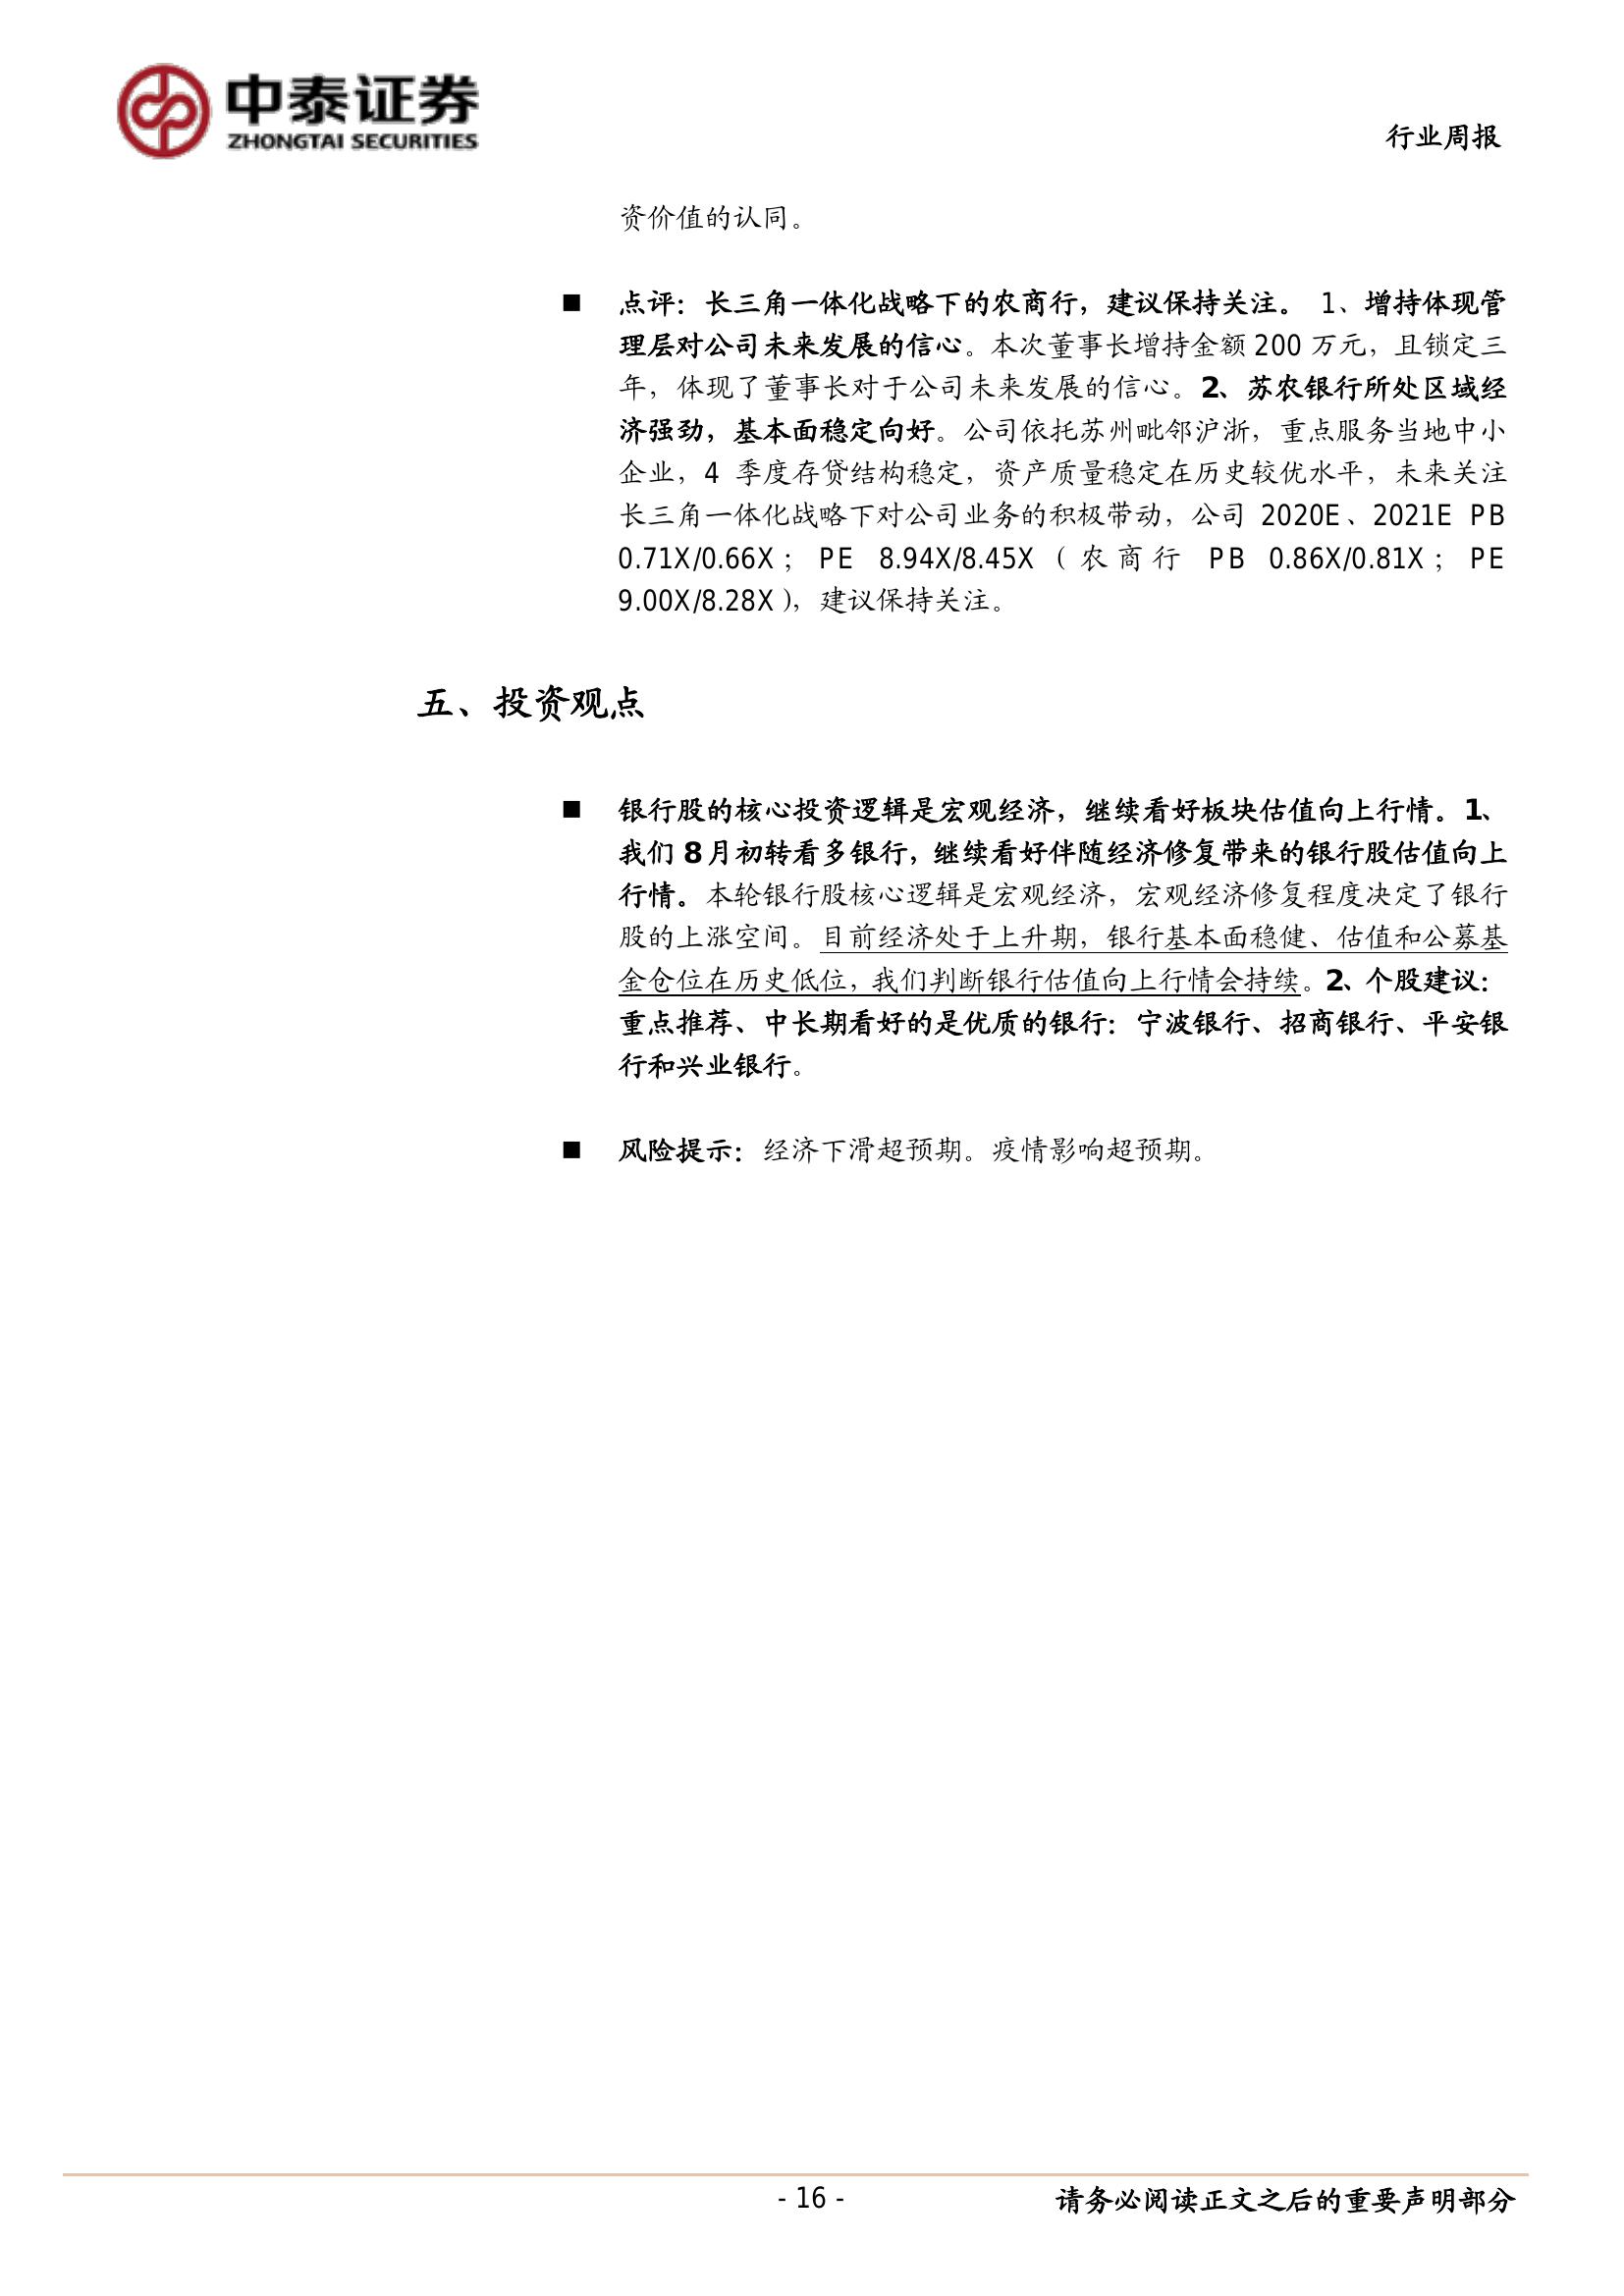 中泰证券
ZHONGTAI SECURITIES
行业周报
资价值的认同。
■ 点评：长三角一体化战略下的农商行，建议保持关注。 1、增持体现管
理层对公司未来发展的信心。本次董事长增持金额 200 万元，且锁定三
年，体现了董事长对于公司未来发展的信心。2、苏农银行所处区域经
济强劲，基本面稳定向好。公司依托苏州毗邻沪浙，重点服务当地中小
企业，4 季度存贷结构稳定，资产质量稳定在历史较优水平，未来关注
长三角一体化战略下对公司业务的积极带动，公司 2020E、2021E PB
0.71X/0.66X； PE 8.94X/8.45X（农商行 PB 0.86X/0.81X； PE
9.00X/8.28X），建议保持关注。
五、投资观点
■ 银行股的核心投资逻辑是宏观经济，继续看好板块估值向上行情。1、
我们 8 月初转看多银行，继续看好伴随经济修复带来的银行股估值向上
行情。本轮银行股核心逻辑是宏观经济，宏观经济修复程度决定了银行
股的上涨空间。目前经济处于上升期，银行基本面稳健、估值和公募基
金仓位在历史低位，我们判断银行估值向上行情会持续。2、个股建议：
重点推荐、中长期看好的是优质的银行：宁波银行、招商银行、平安银
行和兴业银行。
■ 风险提示：经济下滑超预期。疫情影响超预期。
- 16 -
请务必阅读正文之后的重要声明部分